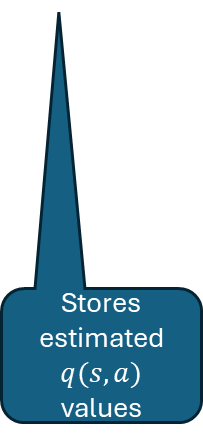 Stores
estimated
q(s, a)
values